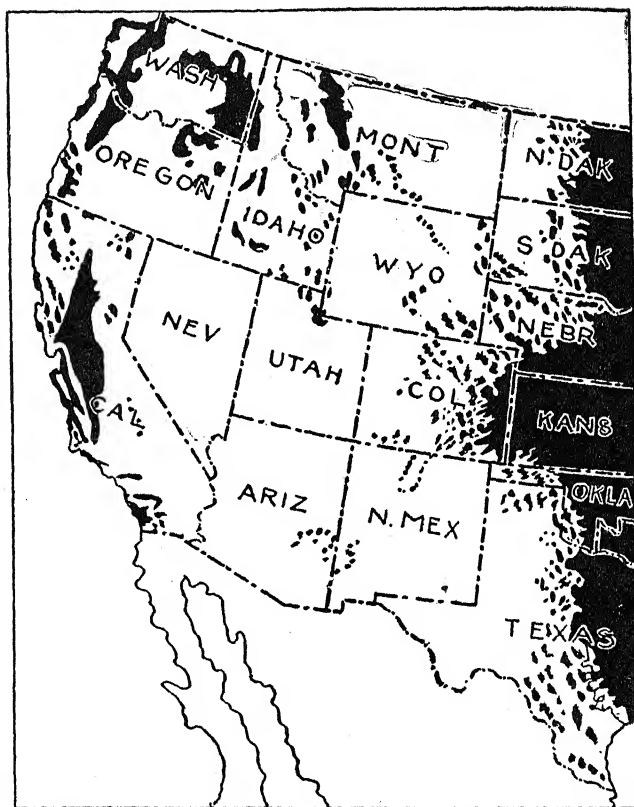 WASH
MONT
N. DAK
OREGON
IDAHO
S. DAK
WYO
NEBR
NEV
UTAH
COL
CAL
KANS
ARIZ
N. MEX
OKLA
TEXAS